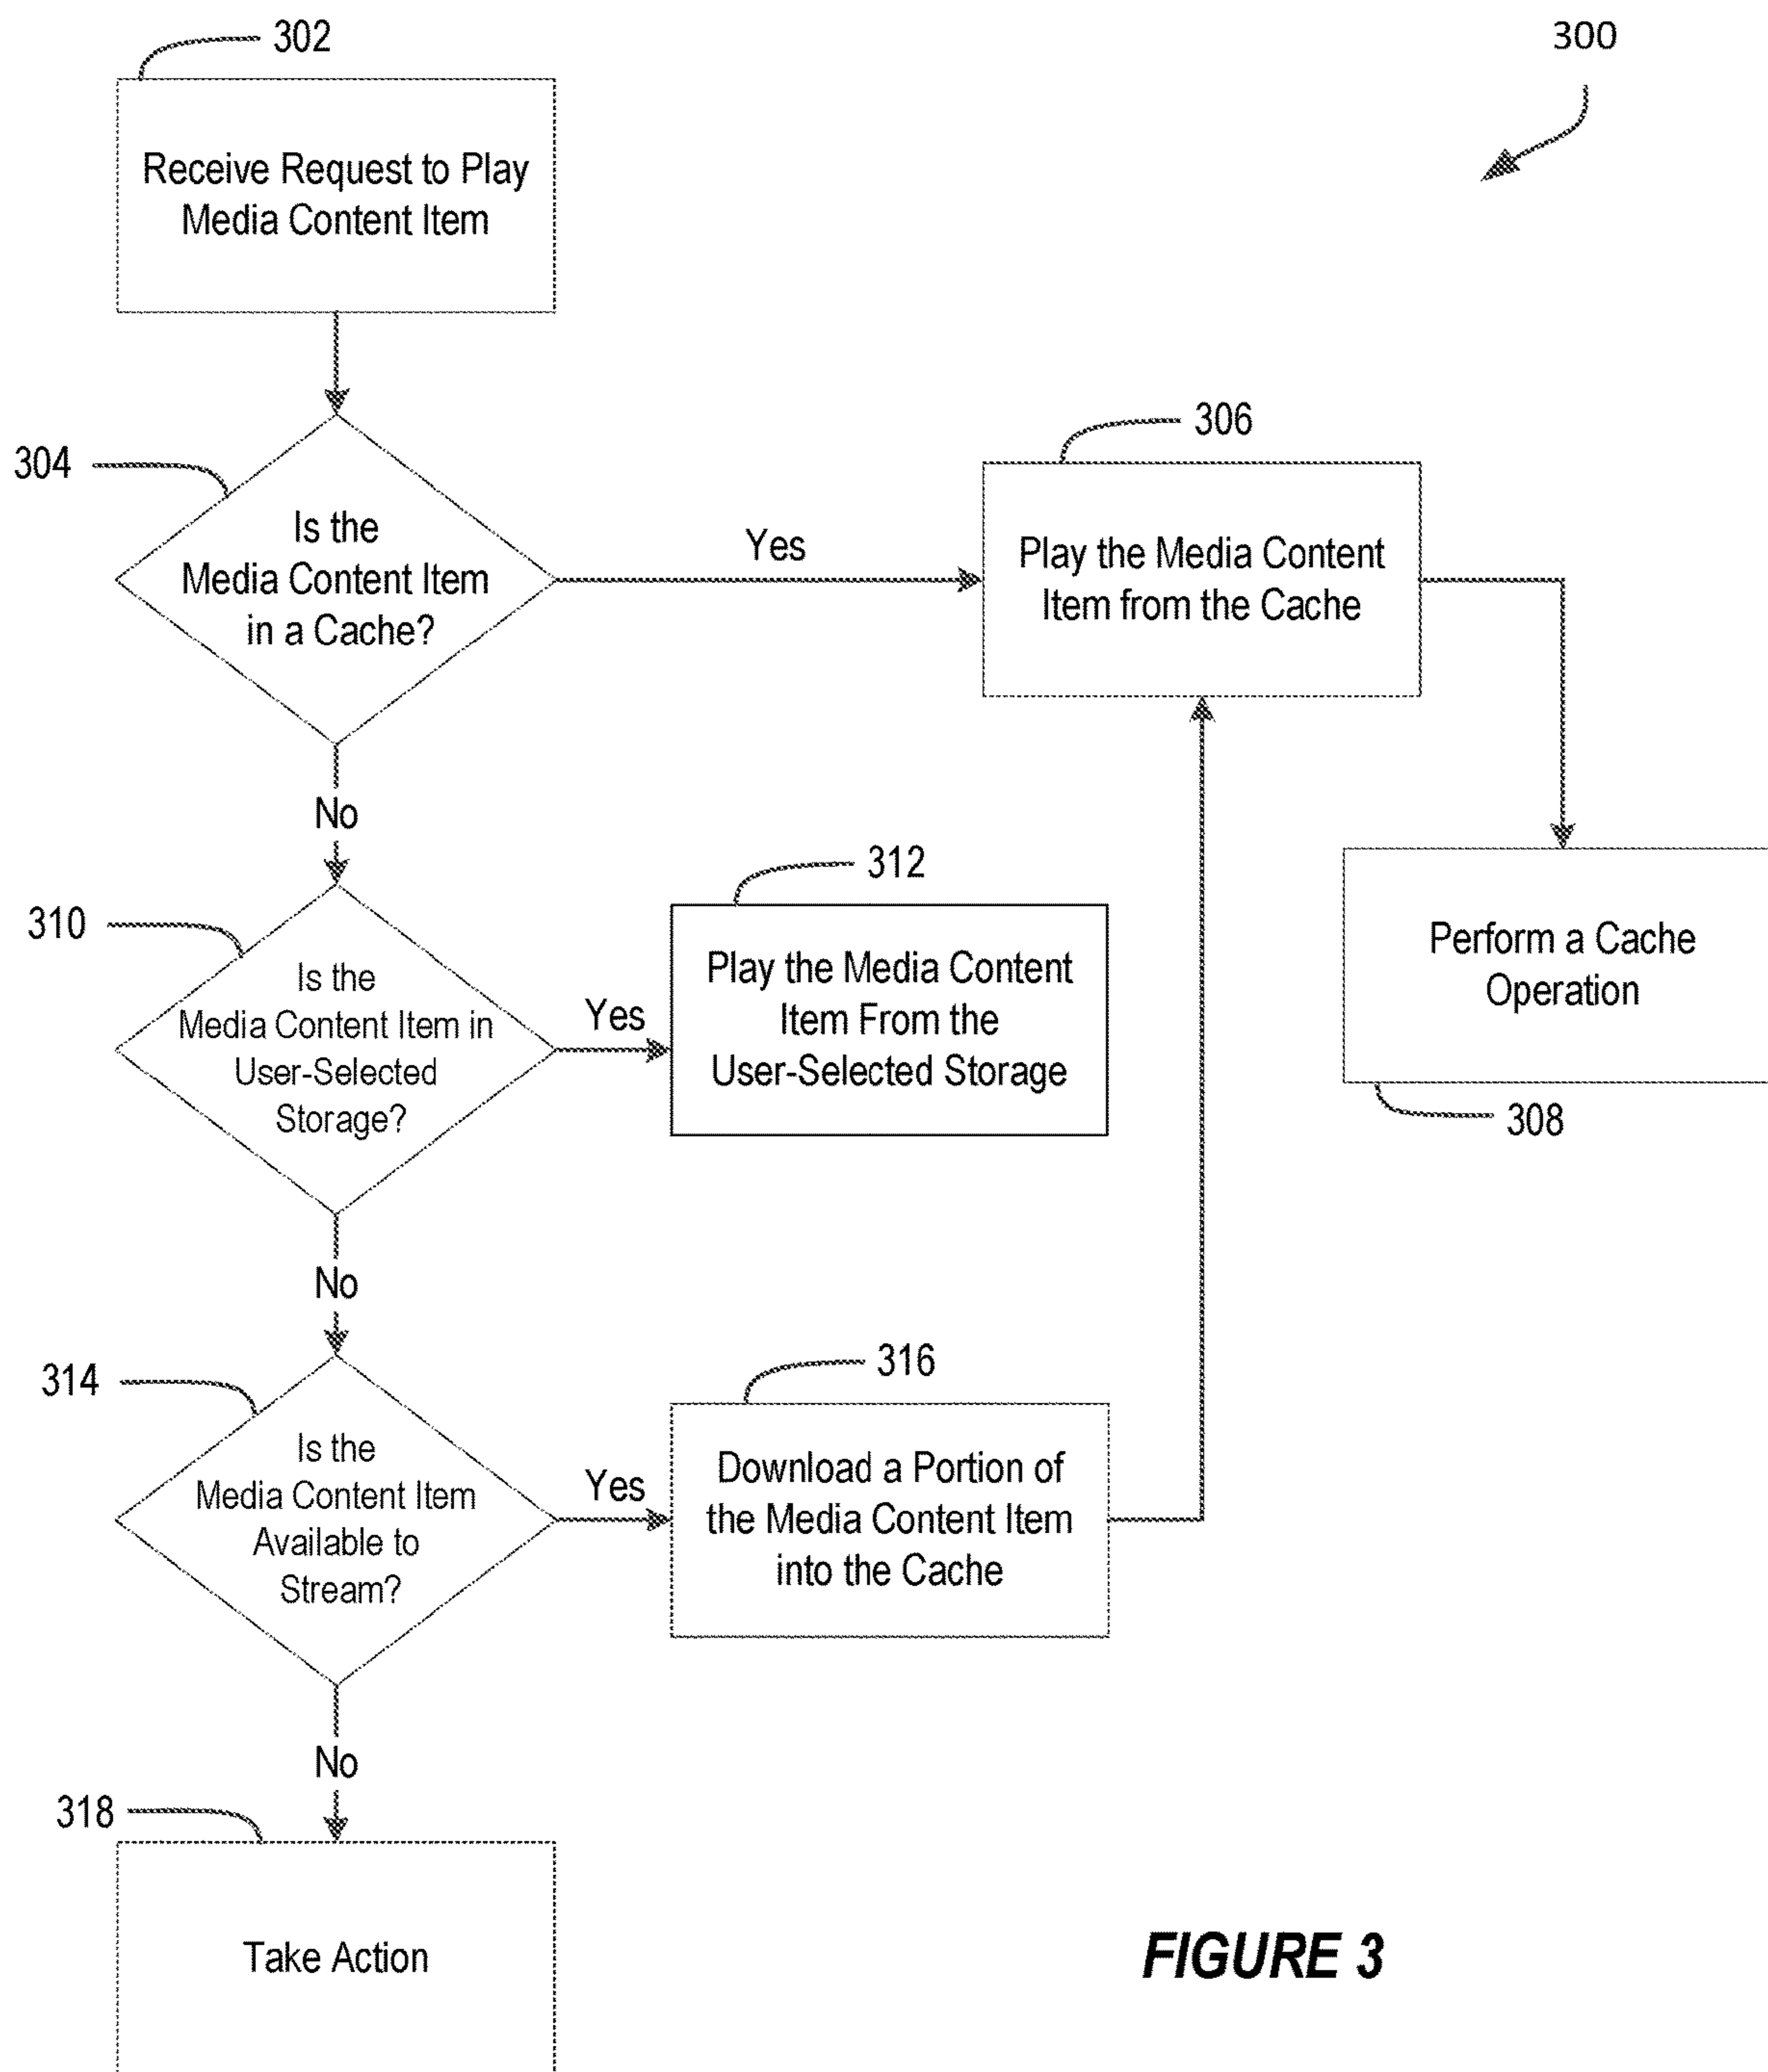 302
300
Receive Request to Play
Media Content Item
304
Is the
Media Content Item
in a Cache?
Yes
306
Play the Media Content
Item from the Cache
No
310
Is the
Media Content Item in
User-Selected
Storage?
Yes
312
Play the Media Content
Item From the
User-Selected Storage
Perform a Cache
Operation
308
No
314
Is the
Media Content Item
Available to
Stream?
Yes
316
Download a Portion of
the Media Content Item
into the Cache
No
318
Take Action
FIGURE 3